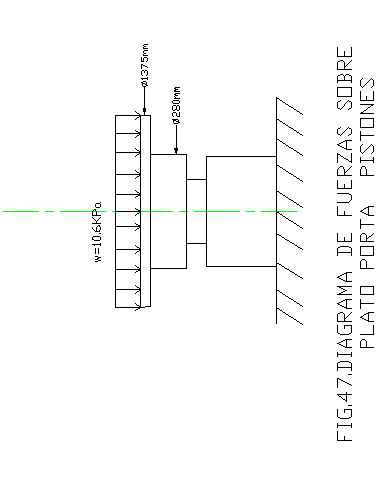 ø1375mm
ø280mm
w=10.6KPa
FIG.47.DIAGRAMA DE FUERZAS SOBRE
PLATO PORTA PISTONES